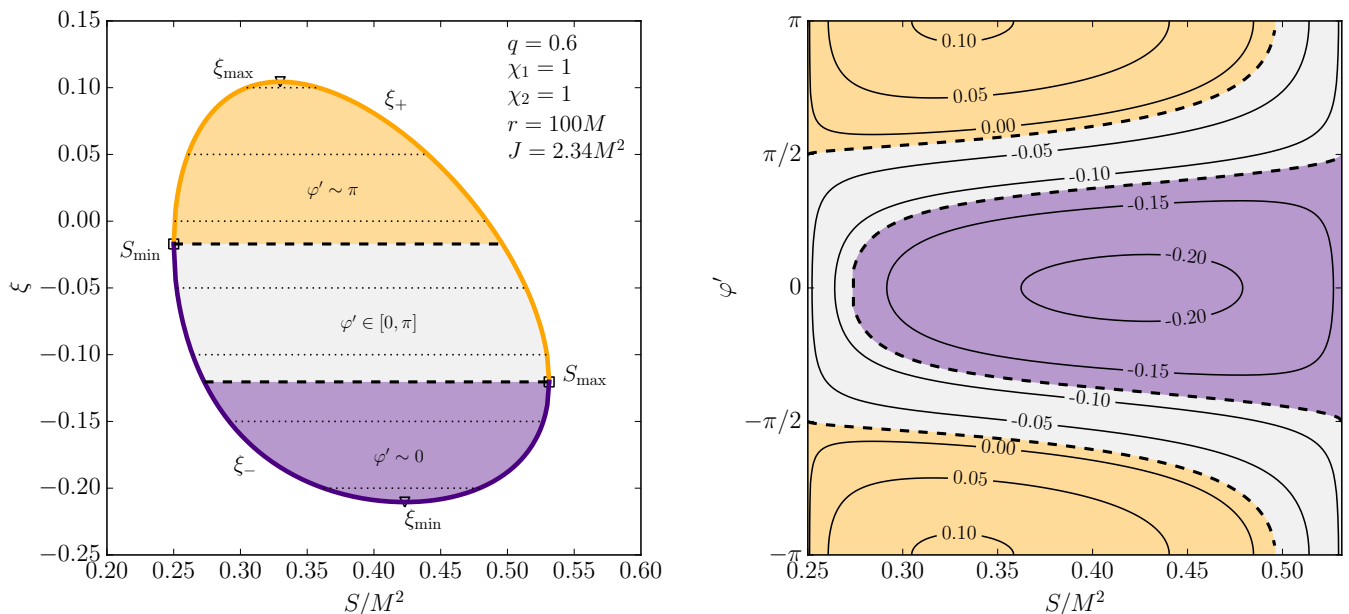 0.15
0.10
0.05
0.00
−0.05
−0.10
−0.15
−0.20
−0.25
ξ
0.20 0.25 0.30 0.35 0.40 0.45 0.50 0.55 0.60
S/M²
q = 0.6
χ₁ = 1
χ₂ = 1
r = 100M
J = 2.34M²
ξmax
ξ₊
φ′ ∼ π
Smin
φ′ ∈ [0, π]
Smax
φ′ ∼ 0
ξ₋
ξmin
π
π/2
0
−π/2
−π
φ′
0.25 0.30 0.35 0.40 0.45 0.50
S/M²
0.10
0.05
0.00
-0.05
-0.10
-0.15
-0.20
-0.20
-0.15
-0.10
-0.05
0.00
0.05
0.10